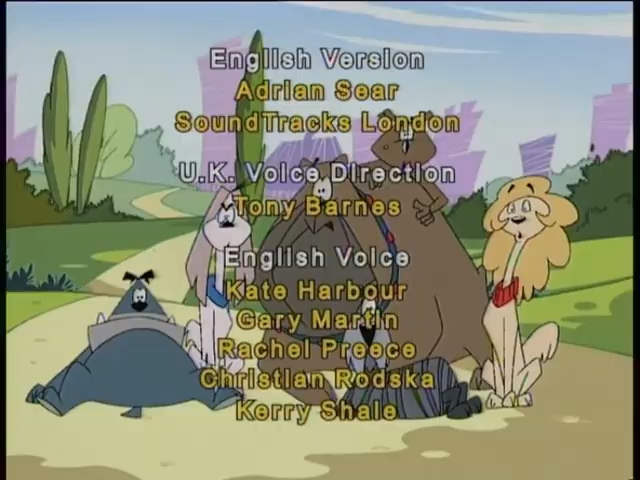 English Version
Adrian Sear
SoundTracks London
U.K. Voice Direction
Tony Barnes
English Voice
Kate Harbour
Gary Martin
Rachel Preece
Christian Rodska
Kerry Shale